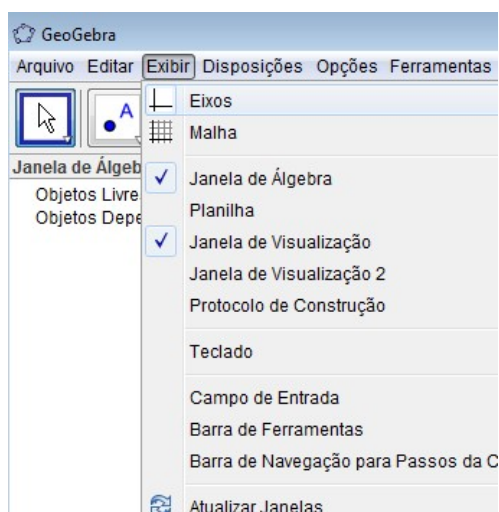 GeoGebra
Arquivo Editar Exibir Disposições Opções Ferramentas
A
Eixos
Malha
Janela de Álgeb
Objetos Livre
Objetos Depe
Janela de Álgebra
Planilha
Janela de Visualização
Janela de Visualização 2
Protocolo de Construção
Teclado
Campo de Entrada
Barra de Ferramentas
Barra de Navegação para Passos da C
Atualizar Janelas